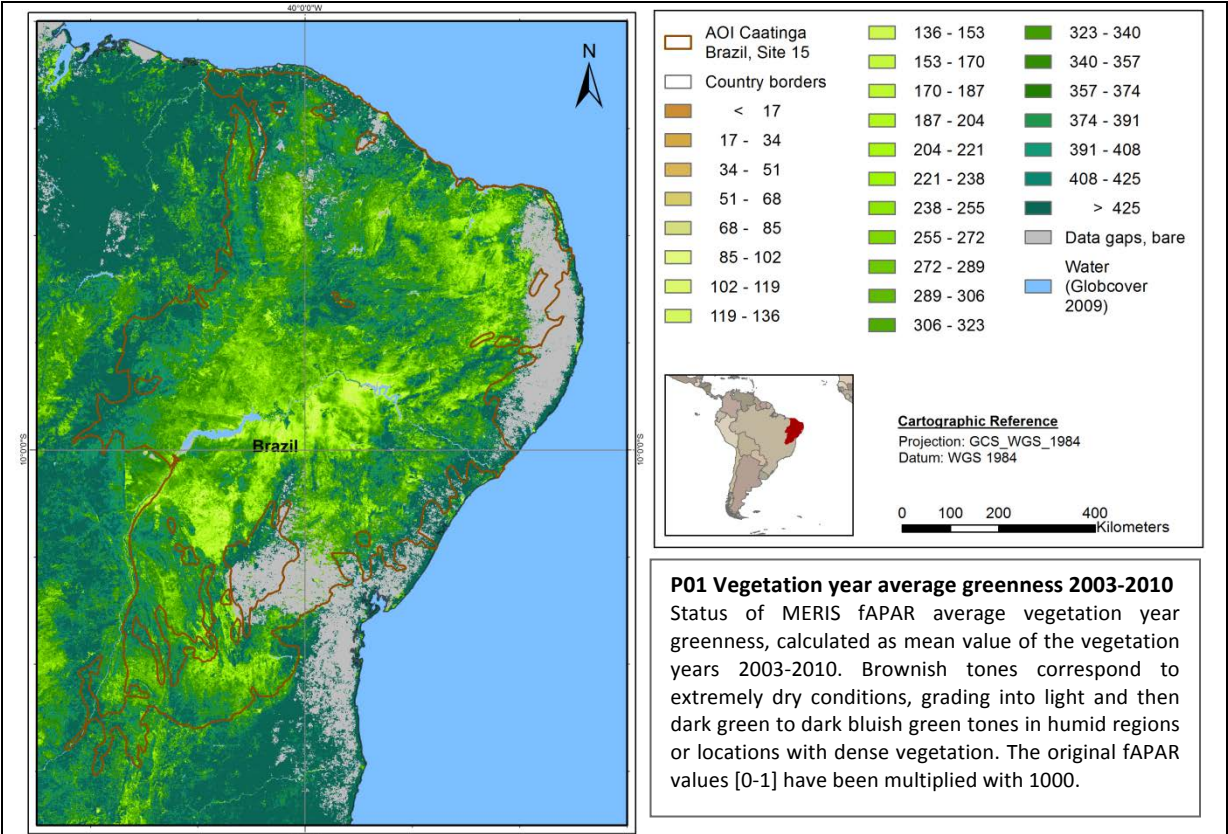 40°0'0"W
10°0'0"S
10°0'0"S
N
Brazil
AOI Caatinga
Brazil, Site 15
Country borders
< 17
17 - 34
34 - 51
51 - 68
68 - 85
85 - 102
102 - 119
119 - 136
136 - 153
153 - 170
170 - 187
187 - 204
204 - 221
221 - 238
238 - 255
255 - 272
272 - 289
289 - 306
306 - 323
323 - 340
340 - 357
357 - 374
374 - 391
391 - 408
408 - 425
> 425
Data gaps, bare
Water
(Globcover
2009)
Cartographic Reference
Projection: GCS_WGS_1984
Datum: WGS 1984
0 100 200 400
Kilometers
P01 Vegetation year average greenness 2003-2010
Status of MERIS fAPAR average vegetation year
greenness, calculated as mean value of the vegetation
years 2003-2010. Brownish tones correspond to
extremely dry conditions, grading into light and then
dark green to dark bluish green tones in humid regions
or locations with dense vegetation. The original fAPAR
values [0-1] have been multiplied with 1000.